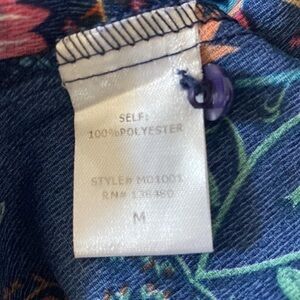 SELF:
100%POLYESTER
STYLE# MD1001
RN# 138480
M